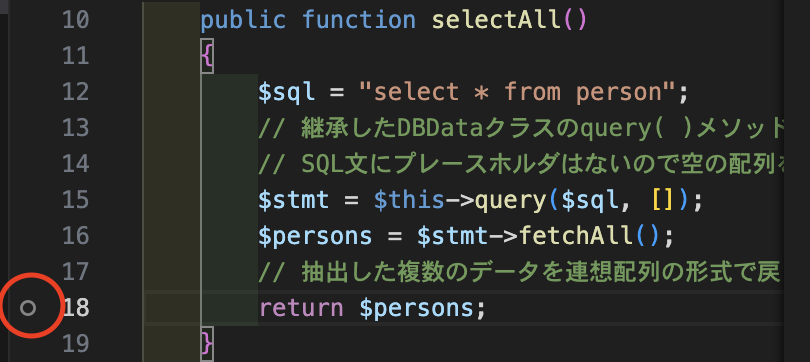 10 public function selectAll()
11 {
12 $sql = "select * from person";
13 // 継承したDBDataクラスのquery( )メソッド
14 // SQL文にプレースホルダはないので空の配列を
15 $stmt = $this->query($sql, []);
16 $persons = $stmt->fetchAll();
17 // 抽出した複数のデータを連想配列の形式で戻
18 return $persons;
19 }